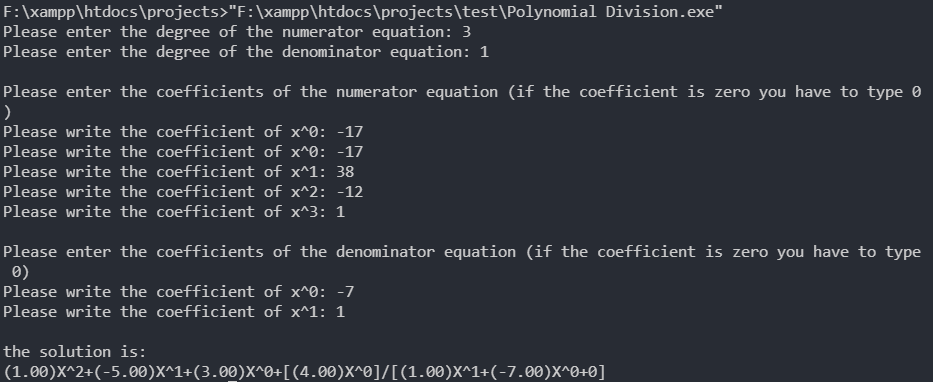 F:\xampp\htdocs\projects>"F:\xampp\htdocs\projects\test\Polynomial Division.exe"
Please enter the degree of the numerator equation: 3
Please enter the degree of the denominator equation: 1
Please enter the coefficients of the numerator equation (if the coefficient is zero you have to type 0
)
Please write the coefficient of x^0: -17
Please write the coefficient of x^0: -17
Please write the coefficient of x^1: 38
Please write the coefficient of x^2: -12
Please write the coefficient of x^3: 1
Please enter the coefficients of the denominator equation (if the coefficient is zero you have to type
 0)
Please write the coefficient of x^0: -7
Please write the coefficient of x^1: 1
the solution is:
(1.00)X^2+(-5.00)X^1+(3.00)X^0+[(4.00)X^0]/[(1.00)X^1+(-7.00)X^0+0]